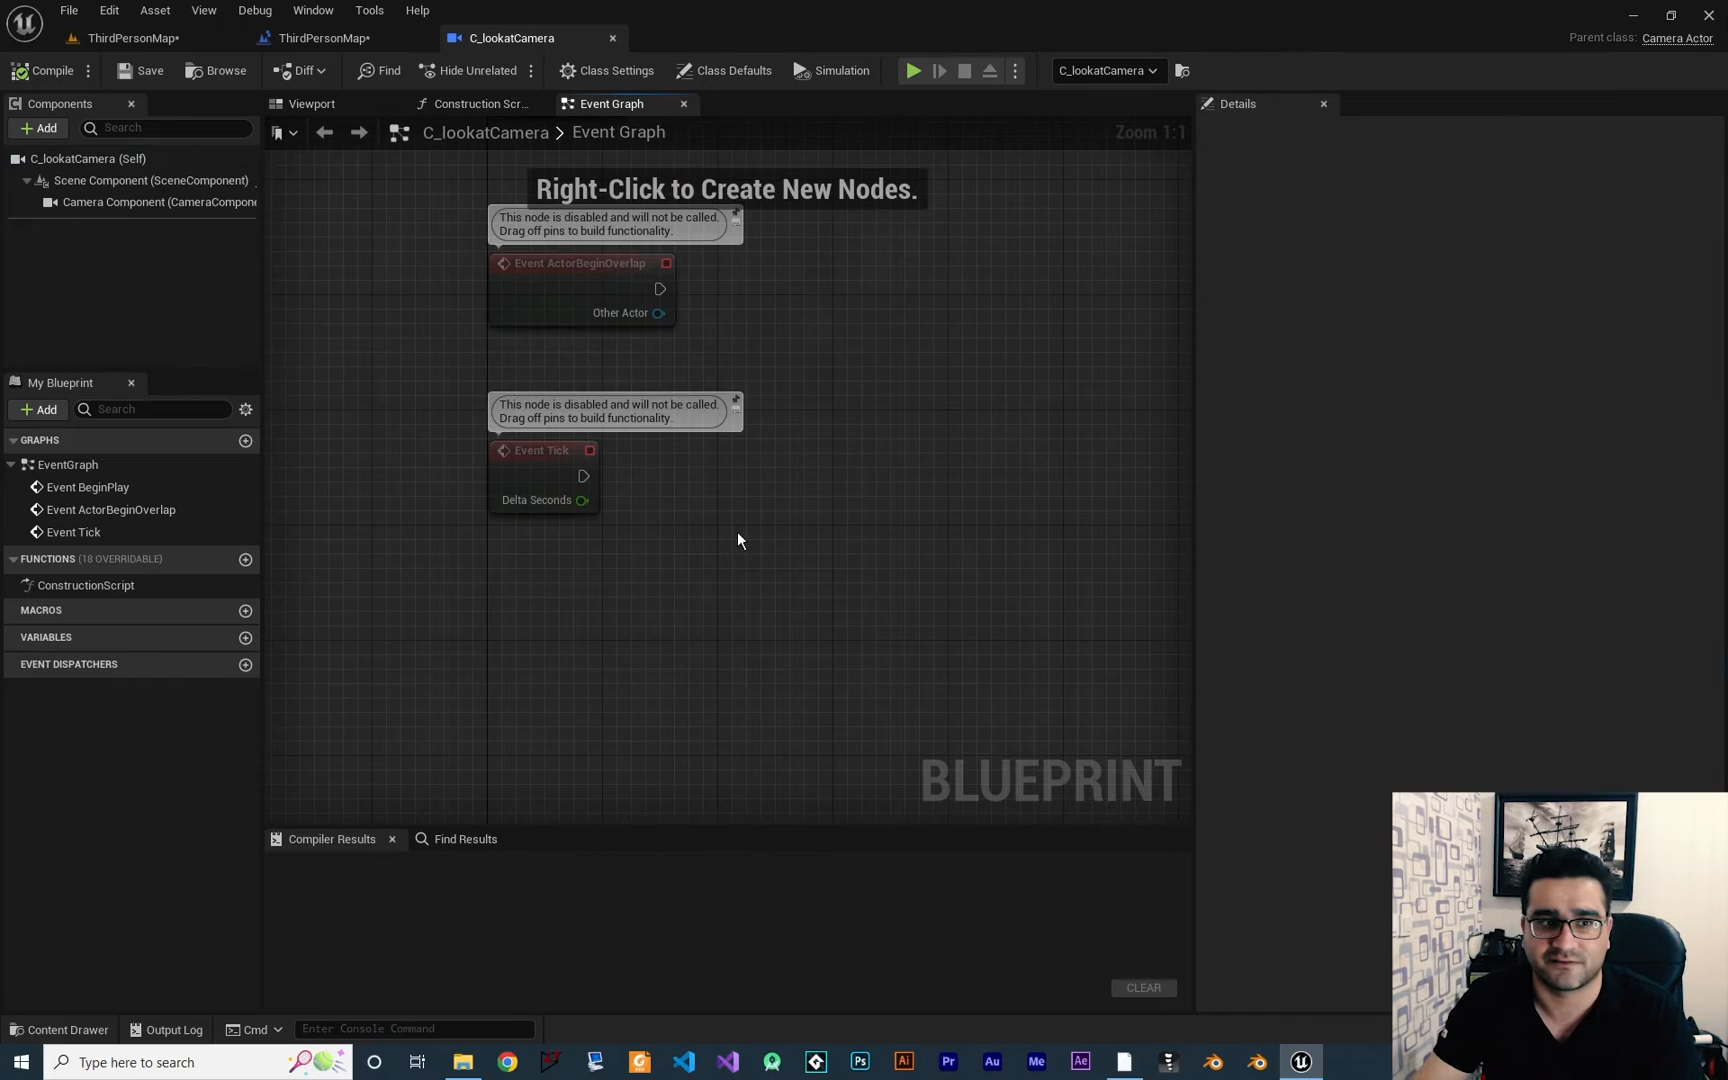 File Edit View Asset View Debug Window Tools Help
ThirdPersonMap* ThirdPersonMap* C_lookatCamera
Parent class: Camera Actor
Compile Save Browse Diff Find Hide Unrelated Class Settings Class Defaults Simulation C_lookatCamera
Components
Add Search
C_lookatCamera (Self)
Scene Component (SceneComponent)
Camera Component (CameraCompone
My Blueprint
Add Search
GRAPHS
EventGraph
Event BeginPlay
Event ActorBeginOverlap
Event Tick
FUNCTIONS (18 OVERRIDABLE)
ConstructionScript
MACROS
VARIABLES
EVENT DISPATCHERS
Viewport Construction Scr... Event Graph
C_lookatCamera > Event Graph Zoom 1:1
Right-Click to Create New Nodes.
This node is disabled and will not be called.
Drag off pins to build functionality.
Event ActorBeginOverlap
Other Actor
This node is disabled and will not be called.
Drag off pins to build functionality.
Event Tick
Delta Seconds
BLUEPRINT
Compiler Results Find Results
CLEAR
Details
Content Drawer Output Log Cmd Enter Console Command
Type here to search
Ps
Ai
Pr
Au
Me
Ae